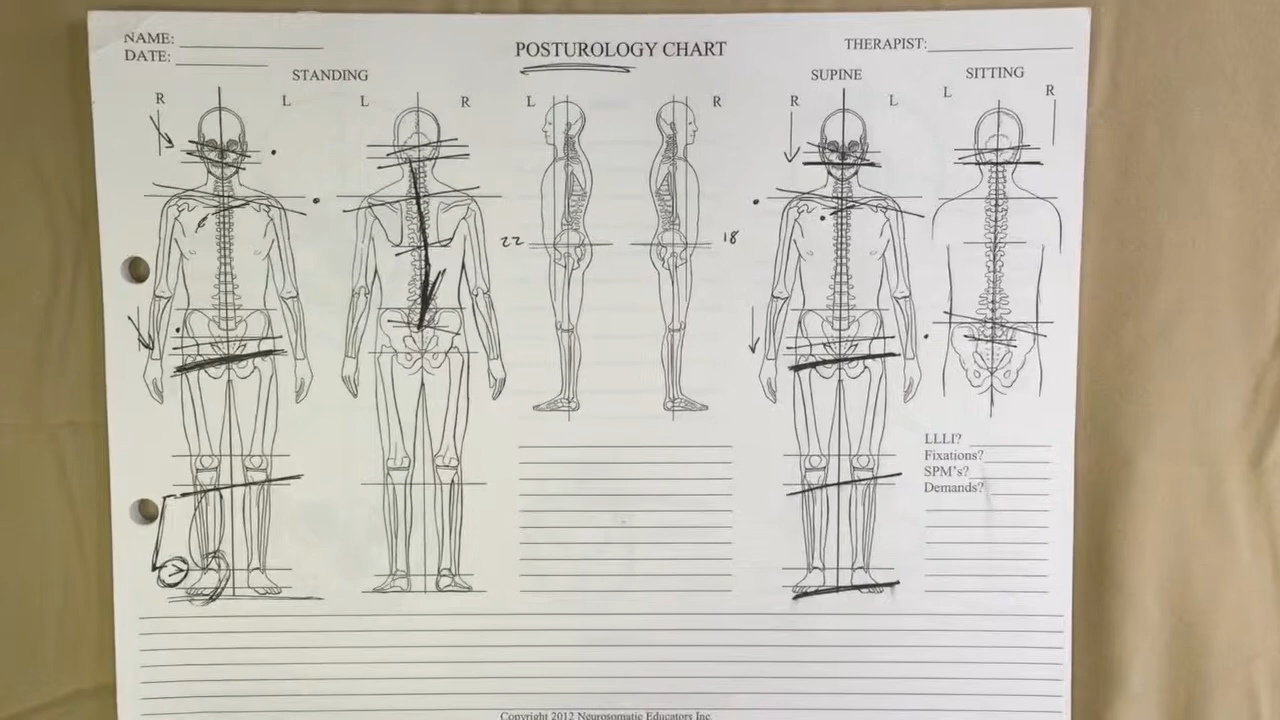 NAME:
DATE:
POSTUROLOGY CHART
THERAPIST:
STANDING
SUPINE
SITTING
R
L
L
R
L
R
R
L
L
R
22
18
LLLI?
Fixations?
SPM's?
Demands?
Copyright 2012 Neurosomatic Educators Inc.